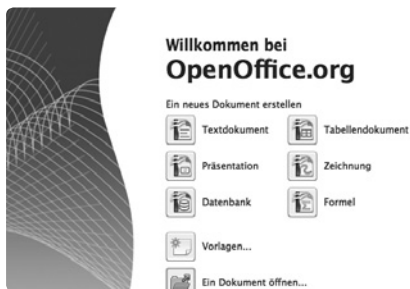 Willkommen bei
OpenOffice.org
Ein neues Dokument erstellen
Textdokument Tabellendokument
Präsentation Zeichnung
Datenbank Formel
Vorlagen...
Ein Dokument öffnen...